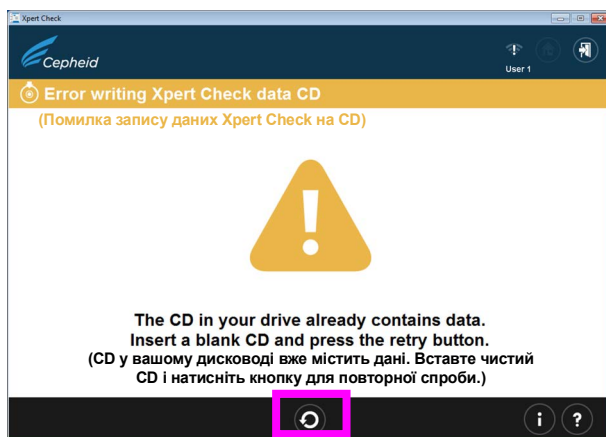 Xpert Check
Cepheid
User 1
Error writing Xpert Check data CD
(Помилка запису даних Xpert Check на CD)
The CD in your drive already contains data.
Insert a blank CD and press the retry button.
(CD у вашому дисководі вже містить дані. Вставте чистий
CD і натисніть кнопку для повторної спроби.)
i ?